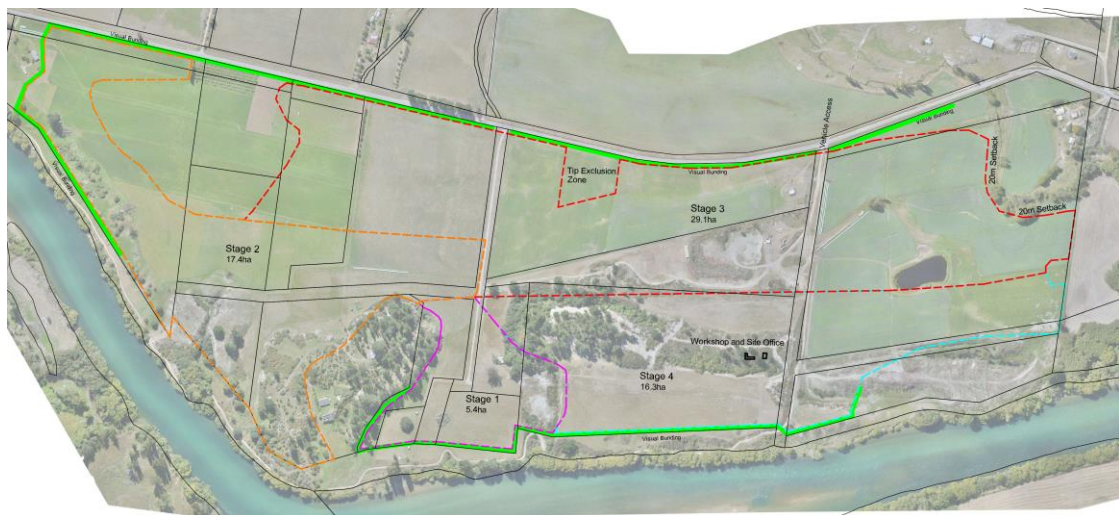 Visual Bunding
Vehicle Access
Visual Bunding
Tip Exclusion
Zone
Visual Bunding
20m Setback
20m Setback
Stage 3
29.1ha
Visual Bunding
Stage 2
17.4ha
Workshop and Site Office
Stage 4
16.3ha
Stage 1
5.4ha
Visual Bunding